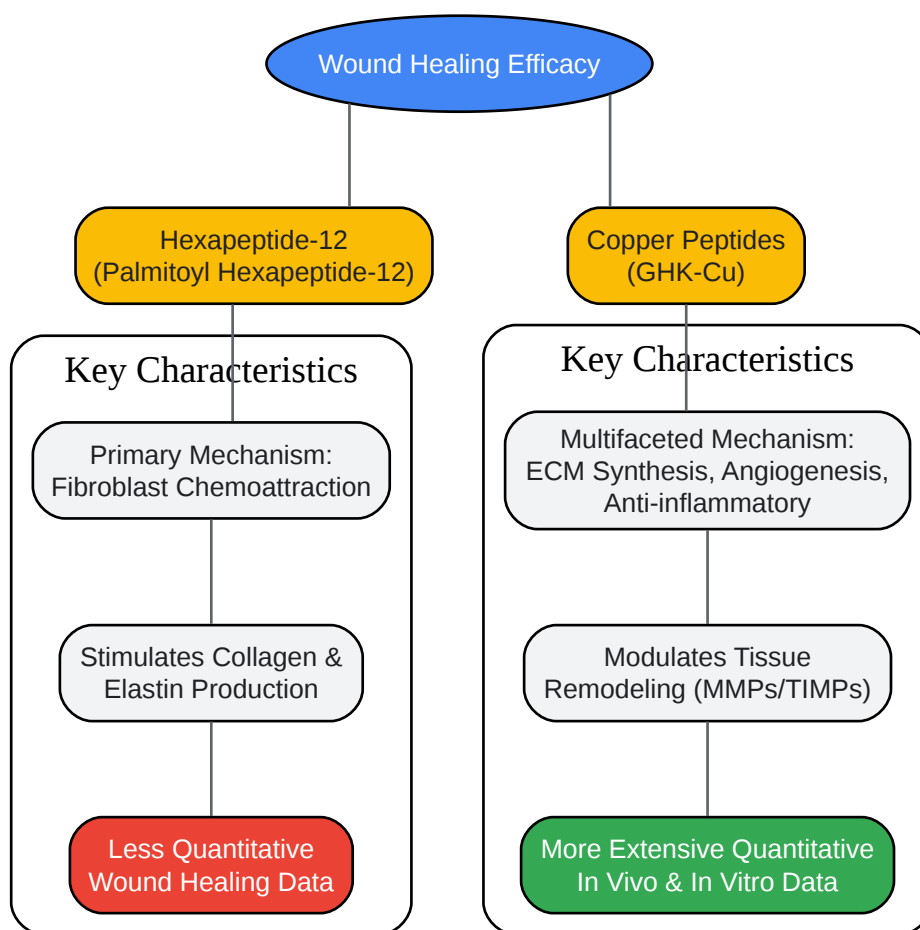 Wound Healing Efficacy
Hexapeptide-12
(Palmitoyl Hexapeptide-12)
Copper Peptides
(GHK-Cu)
Key Characteristics
Primary Mechanism:
Fibroblast Chemoattraction
Stimulates Collagen &
Elastin Production
Less Quantitative
Wound Healing Data
Key Characteristics
Multifaceted Mechanism:
ECM Synthesis, Angiogenesis,
Anti-inflammatory
Modulates Tissue
Remodeling (MMPs/TIMPs)
More Extensive Quantitative
In Vivo & In Vitro Data